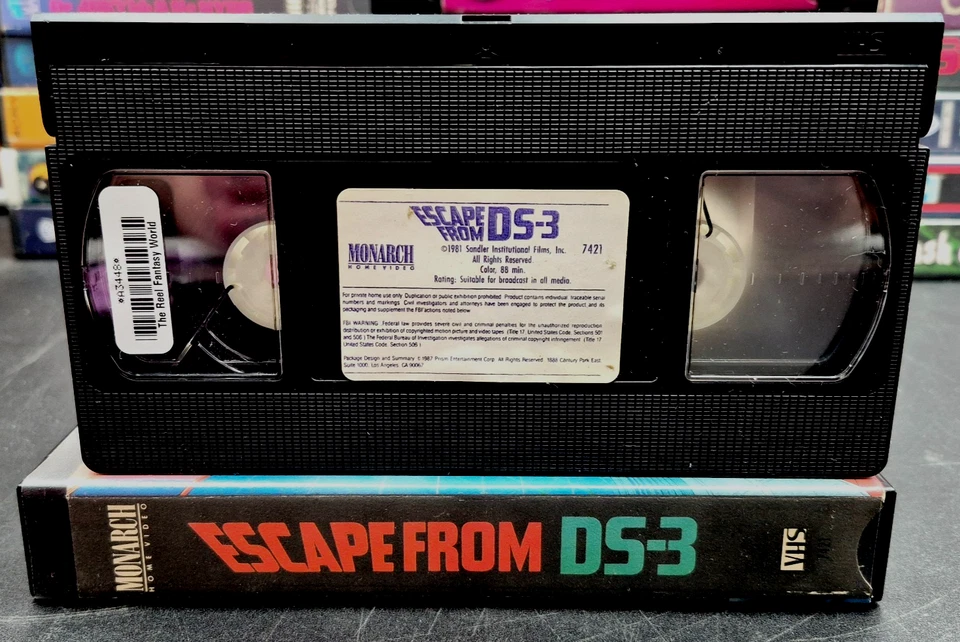 *A3448*
The Reel Fantasy World
ESCAPE
FROM DS-3
MONARCH
HOME VIDEO
©1981 Sandler Institutional Films, Inc. 7421
All Rights Reserved
Color, 88 min.
Rating: Suitable for broadcast in all media.
For private home use only. Duplication or public exhibition prohibited. Product contains individual, traceable serial
numbers and markings. Civil investigators and attorneys have been engaged to protect the product and its
packaging and supplement the FBI actions noted below.
FBI WARNING: Federal law provides severe civil and criminal penalties for the unauthorized reproduction
distribution or exhibition of copyrighted motion picture and video tapes (Title 17, United States Code, Sections 501
and 506.) The Federal Bureau of Investigation investigates allegations of criminal copyright infringement. (Title 17
United States Code, Section 506.)
Package Design and Summary © 1987 Prism Entertainment Corp. All Rights Reserved. 1888 Century Park East,
Suite 1000, Los Angeles, CA 90067
MONARCH
HOME VIDEO
ESCAPE FROM DS-3
VHS